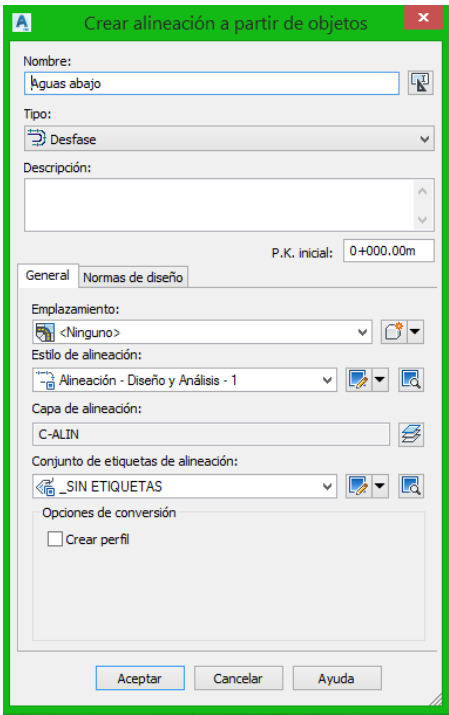 Crear alineación a partir de objetos
Nombre:
Aguas abajo
Tipo:
Desfase
Descripción:
P.K. inicial: 0+000.00m
General Normas de diseño
Emplazamiento:
<Ninguno>
Estilo de alineación:
Alineación - Diseño y Análisis - 1
Capa de alineación:
C-ALIN
Conjunto de etiquetas de alineación:
_SIN ETIQUETAS
Opciones de conversión
Crear perfil
Aceptar Cancelar Ayuda